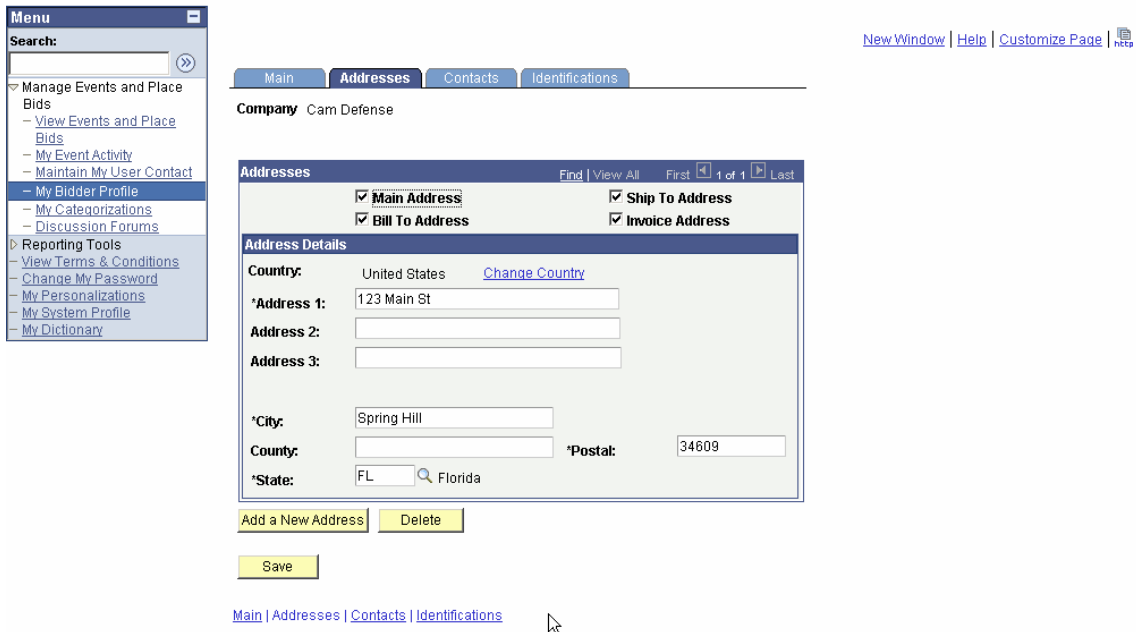 Menu
Search:
Manage Events and Place
Bids
– View Events and Place
Bids
– My Event Activity
– Maintain My User Contact
– My Bidder Profile
– My Categorizations
– Discussion Forums
Reporting Tools
– View Terms & Conditions
– Change My Password
– My Personalizations
– My System Profile
– My Dictionary
New Window | Help | Customize Page | http
Main Addresses Contacts Identifications
Company Cam Defense
Addresses Find | View All First 1 of 1 Last
Main Address Ship To Address
Bill To Address Invoice Address
Address Details
Country: United States Change Country
*Address 1: 123 Main St
Address 2:
Address 3:
*City: Spring Hill
County: *Postal: 34609
*State: FL Florida
Add a New Address Delete
Save
Main | Addresses | Contacts | Identifications